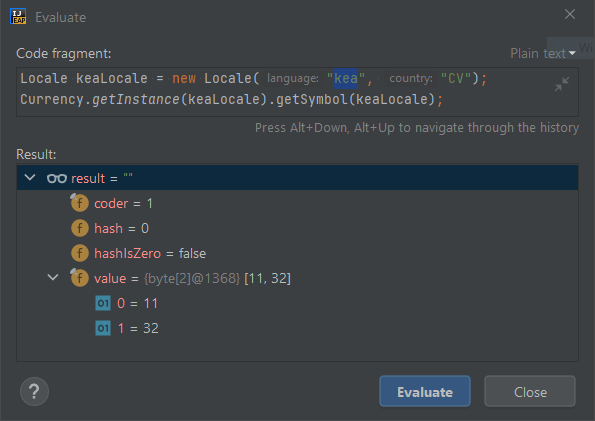 Evaluate
Code fragment:
Plain text
Locale keaLocale = new Locale( language: "kea", country: "CV");
Currency.getInstance(keaLocale).getSymbol(keaLocale);
Press Alt+Down, Alt+Up to navigate through the history
Result:
result = "​"
coder = 1
hash = 0
hashIsZero = false
value = {byte[2]@1368} [11, 32]
0 = 11
1 = 32
?
Evaluate
Close